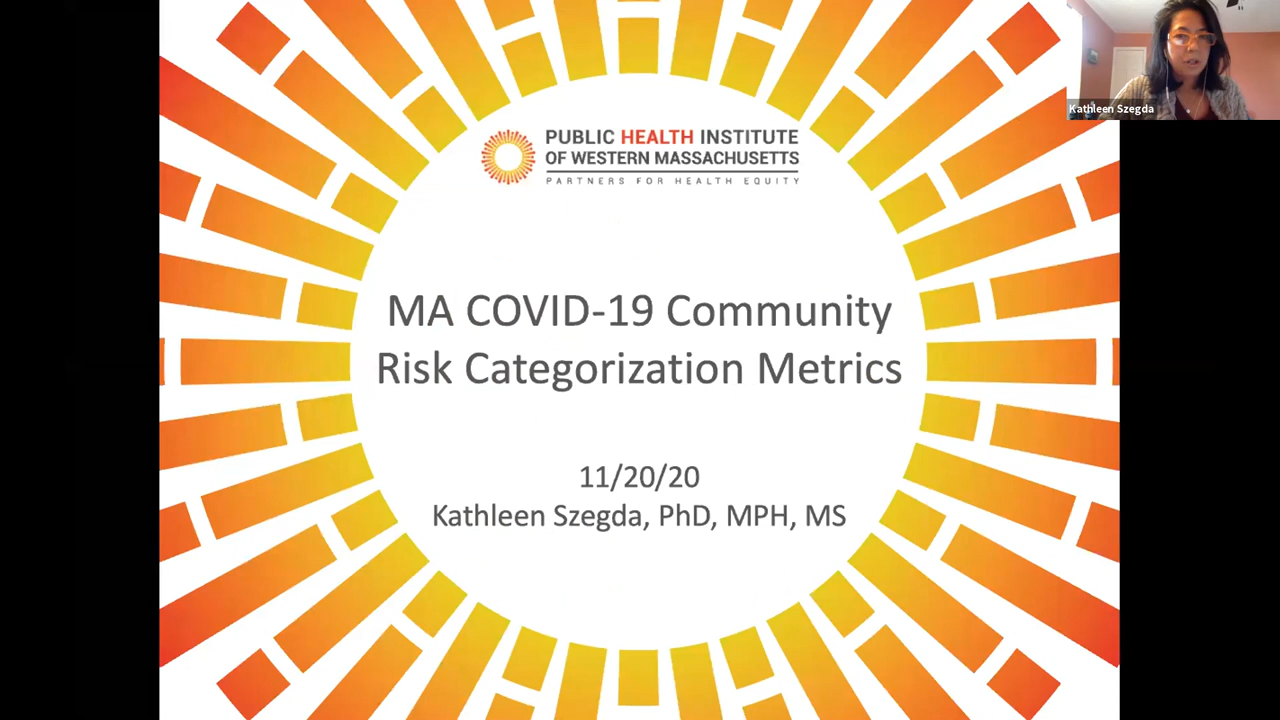 PUBLIC HEALTH INSTITUTE
OF WESTERN MASSACHUSETTS
PARTNERS FOR HEALTH EQUITY
MA COVID-19 Community
Risk Categorization Metrics
11/20/20
Kathleen Szegda, PhD, MPH, MS
Kathleen Szegda